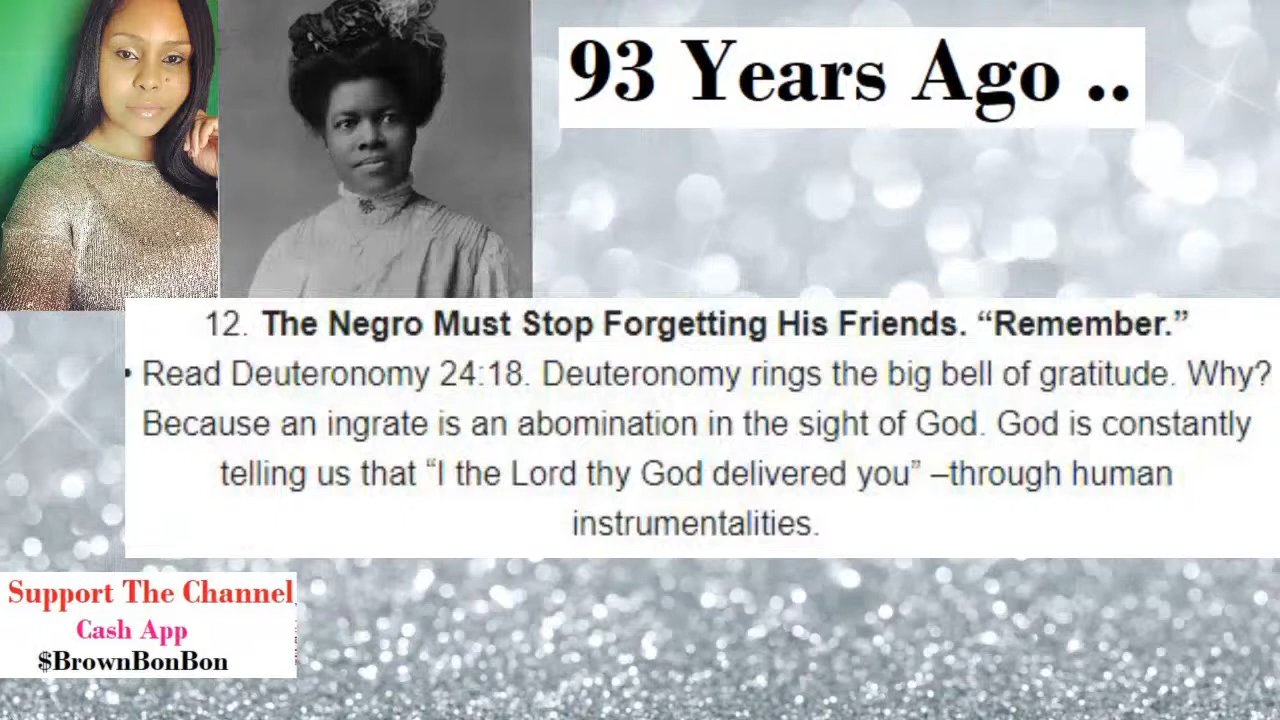 93 Years Ago ..
12. The Negro Must Stop Forgetting His Friends. “Remember.”
• Read Deuteronomy 24:18. Deuteronomy rings the big bell of gratitude. Why?
Because an ingrate is an abomination in the sight of God. God is constantly
telling us that “I the Lord thy God delivered you” –through human
instrumentalities.
Support The Channel
Cash App
$BrownBonBon